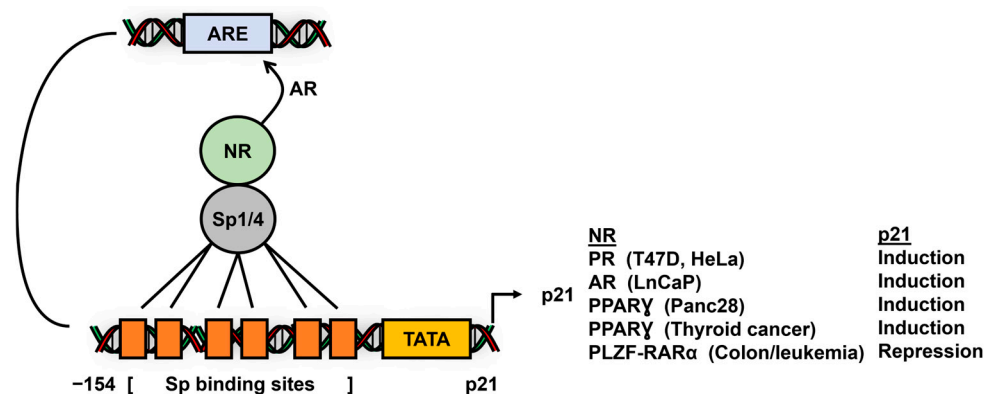 ARE
AR
NR
Sp1/4
TATA
−154 [ Sp binding sites ] p21
p21
NR p21
PR (T47D, HeLa) Induction
AR (LnCaP) Induction
PPARɣ (Panc28) Induction
PPARɣ (Thyroid cancer) Induction
PLZF-RARα (Colon/leukemia) Repression